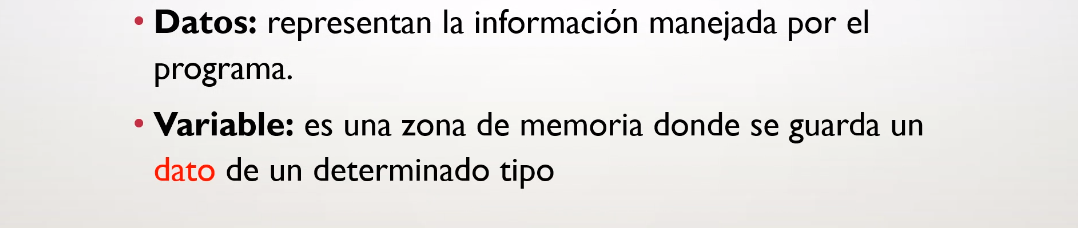 • Datos: representan la información manejada por el
programa.
• Variable: es una zona de memoria donde se guarda un
dato de un determinado tipo